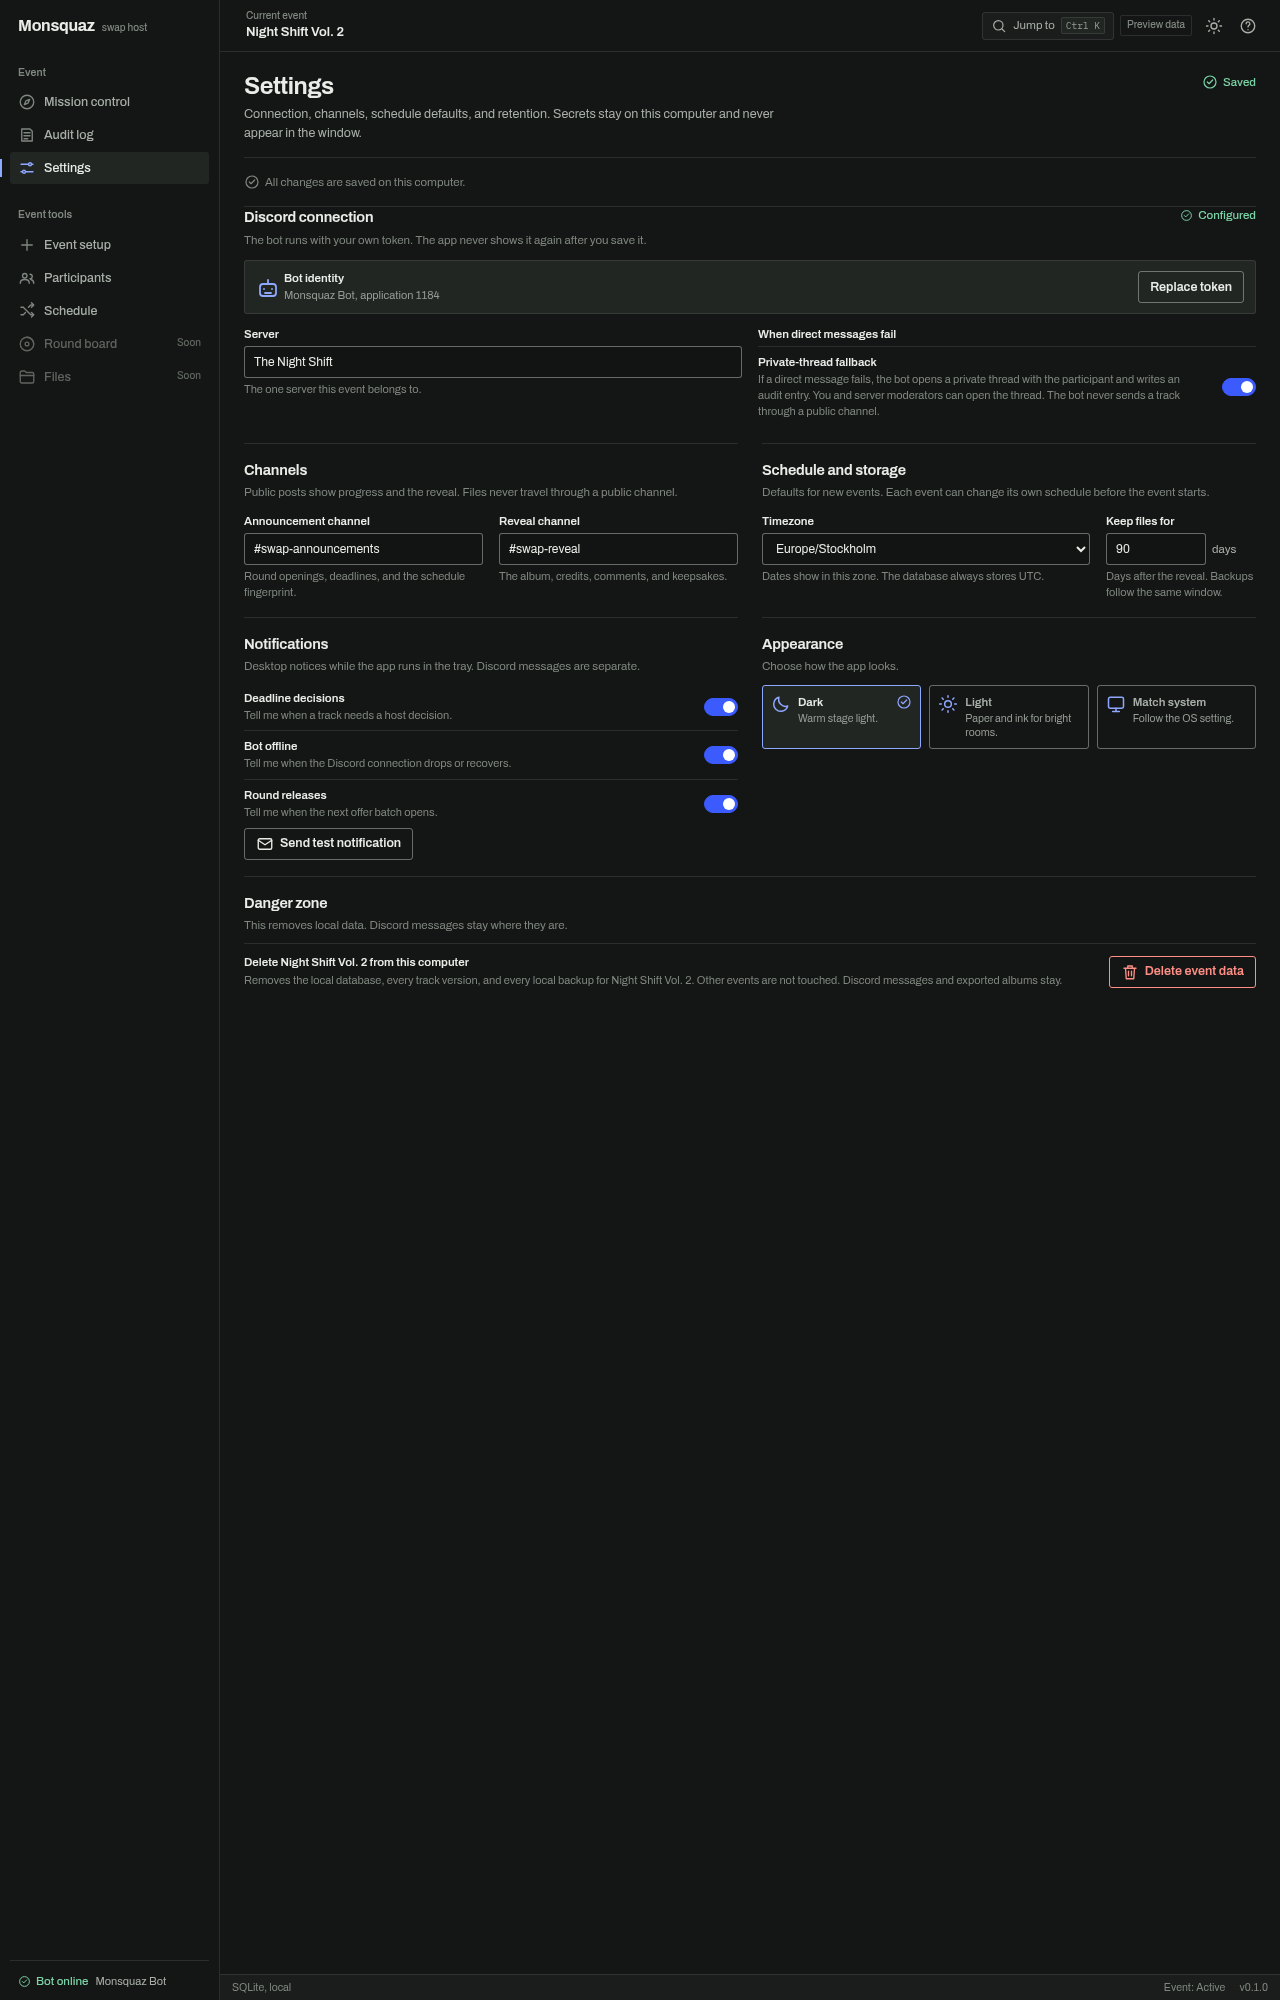 Monsquaz swap host
Event
Mission control
Audit log
Settings
Event tools
Event setup
Participants
Schedule
Round board Soon
Files Soon
Bot online Monsquaz Bot
Current event
Night Shift Vol. 2
Jump to Ctrl K
Preview data
Settings
Saved
Connection, channels, schedule defaults, and retention. Secrets stay on this computer and never
appear in the window.
All changes are saved on this computer.
Discord connection
Configured
The bot runs with your own token. The app never shows it again after you save it.
Bot identity
Monsquaz Bot, application 1184
Replace token
Server
The Night Shift
The one server this event belongs to.
When direct messages fail
Private-thread fallback
If a direct message fails, the bot opens a private thread with the participant and writes an
audit entry. You and server moderators can open the thread. The bot never sends a track
through a public channel.
Channels
Public posts show progress and the reveal. Files never travel through a public channel.
Announcement channel
#swap-announcements
Round openings, deadlines, and the schedule
fingerprint.
Reveal channel
#swap-reveal
The album, credits, comments, and keepsakes.
Schedule and storage
Defaults for new events. Each event can change its own schedule before the event starts.
Timezone
Europe/Stockholm
Dates show in this zone. The database always stores UTC.
Keep files for
90 days
Days after the reveal. Backups
follow the same window.
Notifications
Desktop notices while the app runs in the tray. Discord messages are separate.
Deadline decisions
Tell me when a track needs a host decision.
Bot offline
Tell me when the Discord connection drops or recovers.
Round releases
Tell me when the next offer batch opens.
Send test notification
Appearance
Choose how the app looks.
Dark
Warm stage light.
Light
Paper and ink for bright
rooms.
Match system
Follow the OS setting.
Danger zone
This removes local data. Discord messages stay where they are.
Delete Night Shift Vol. 2 from this computer
Removes the local database, every track version, and every local backup for Night Shift Vol. 2. Other events are not touched. Discord messages and exported albums stay.
Delete event data
SQLite, local
Event: Active v0.1.0